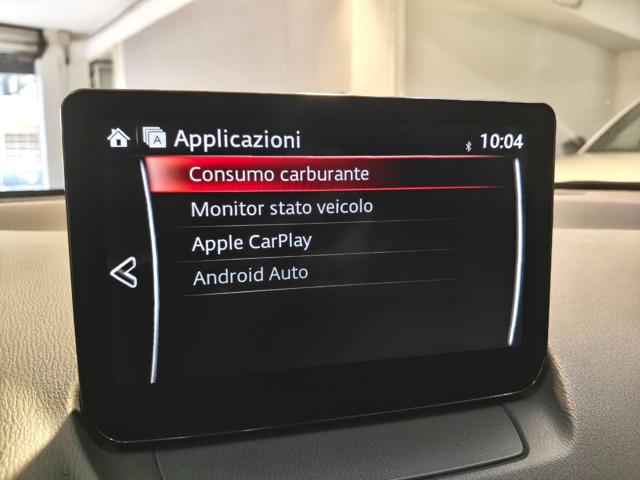 A Applicazioni 10:04
Consumo carburante
Monitor stato veicolo
Apple CarPlay
Android Auto